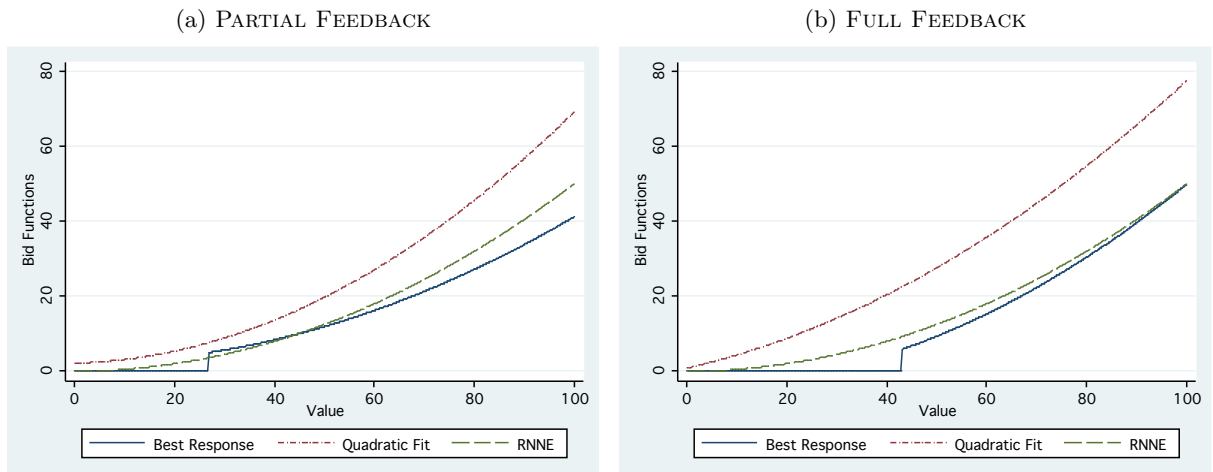 (a) PARTIAL FEEDBACK
80
60
40
20
0
Bid Functions
0 20 40 60 80 100
Value
Best Response Quadratic Fit RNNE
(b) FULL FEEDBACK
80
60
40
20
0
Bid Functions
0 20 40 60 80 100
Value
Best Response Quadratic Fit RNNE